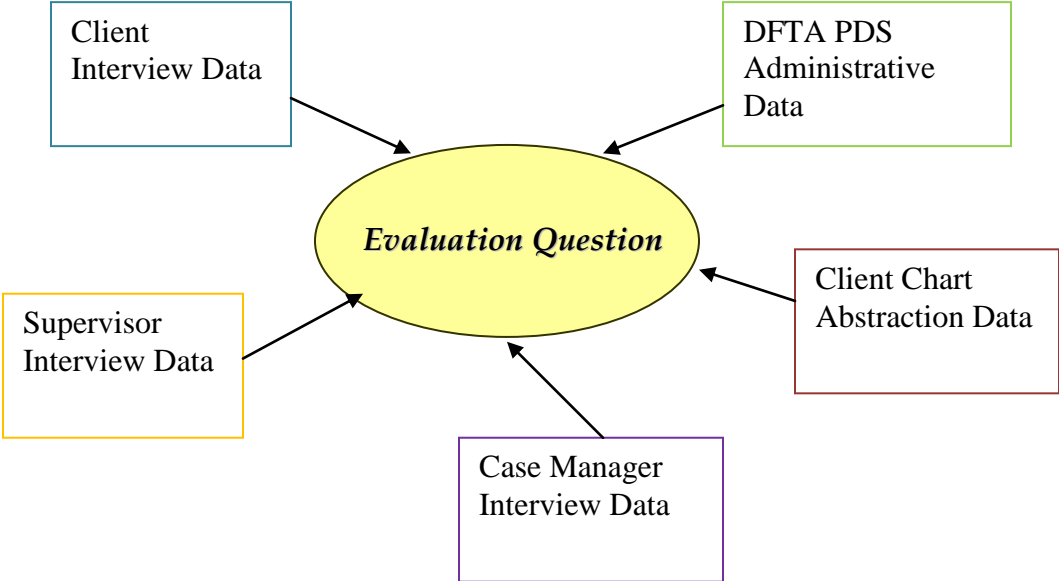 Client
Interview Data
DFTA PDS
Administrative
Data
Evaluation Question
Client Chart
Abstraction Data
Supervisor
Interview Data
Case Manager
Interview Data